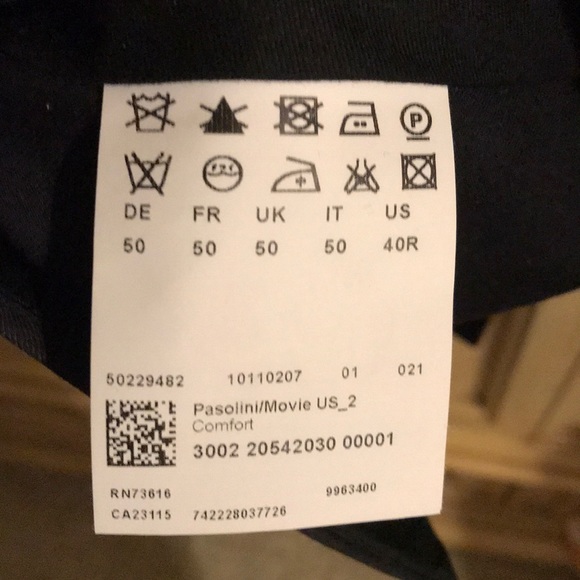 P
DE FR UK IT US
50 50 50 50 40R
50229482 10110207 01 021
Pasolini/Movie US_2
Comfort
3002 20542030 00001
RN73616 9963400
CA23115 742228037726